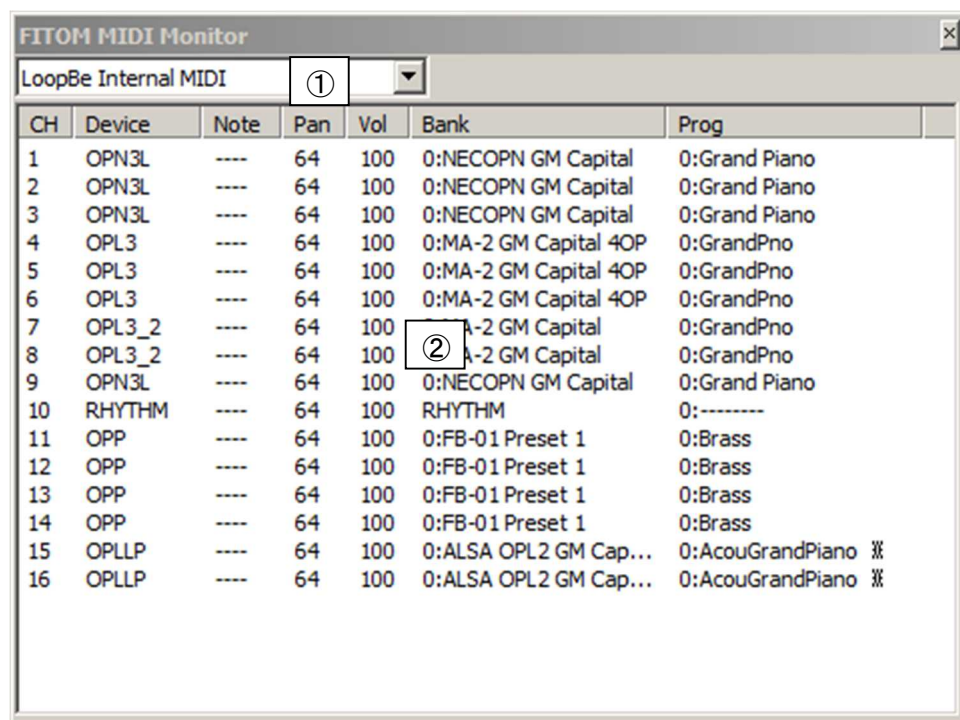 FITOM MIDI Monitor
LoopBe Internal MIDI ①
CH Device Note Pan Vol Bank Prog
1 OPN3L ---- 64 100 0:NECOPN GM Capital 0:Grand Piano
2 OPN3L ---- 64 100 0:NECOPN GM Capital 0:Grand Piano
3 OPN3L ---- 64 100 0:NECOPN GM Capital 0:Grand Piano
4 OPL3 ---- 64 100 0:MA-2 GM Capital 4OP 0:GrandPno
5 OPL3 ---- 64 100 0:MA-2 GM Capital 4OP 0:GrandPno
6 OPL3 ---- 64 100 0:MA-2 GM Capital 4OP 0:GrandPno
7 OPL3_2 ---- 64 100 A-2 GM Capital 0:GrandPno
8 OPL3_2 ---- 64 100 ② A-2 GM Capital 0:GrandPno
9 OPN3L ---- 64 100 0:NECOPN GM Capital 0:Grand Piano
10 RHYTHM ---- 64 100 RHYTHM 0:--------
11 OPP ---- 64 100 0:FB-01 Preset 1 0:Brass
12 OPP ---- 64 100 0:FB-01 Preset 1 0:Brass
13 OPP ---- 64 100 0:FB-01 Preset 1 0:Brass
14 OPP ---- 64 100 0:FB-01 Preset 1 0:Brass
15 OPLLP ---- 64 100 0:ALSA OPL2 GM Cap... 0:AcouGrandPiano
16 OPLLP ---- 64 100 0:ALSA OPL2 GM Cap... 0:AcouGrandPiano